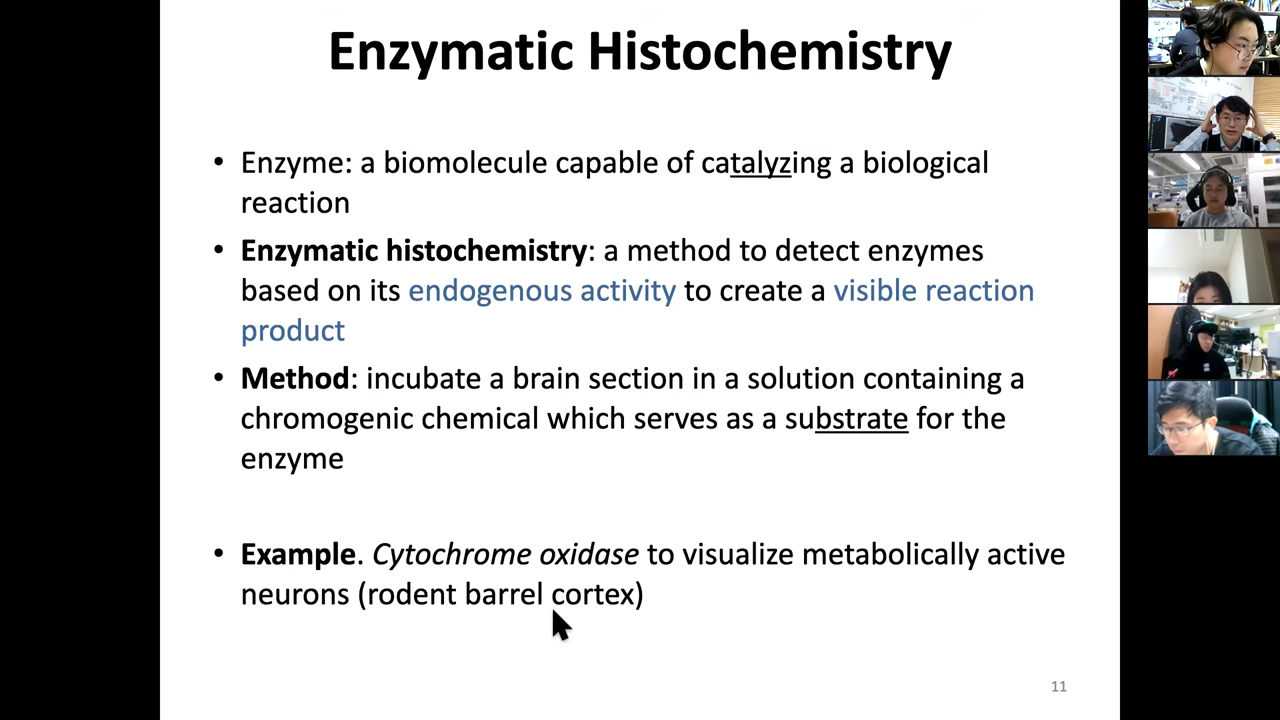 Enzymatic Histochemistry
• Enzyme: a biomolecule capable of catalyzing a biological
reaction
• Enzymatic histochemistry: a method to detect enzymes
based on its endogenous activity to create a visible reaction
product
• Method: incubate a brain section in a solution containing a
chromogenic chemical which serves as a substrate for the
enzyme
• Example. Cytochrome oxidase to visualize metabolically active
neurons (rodent barrel cortex)
11